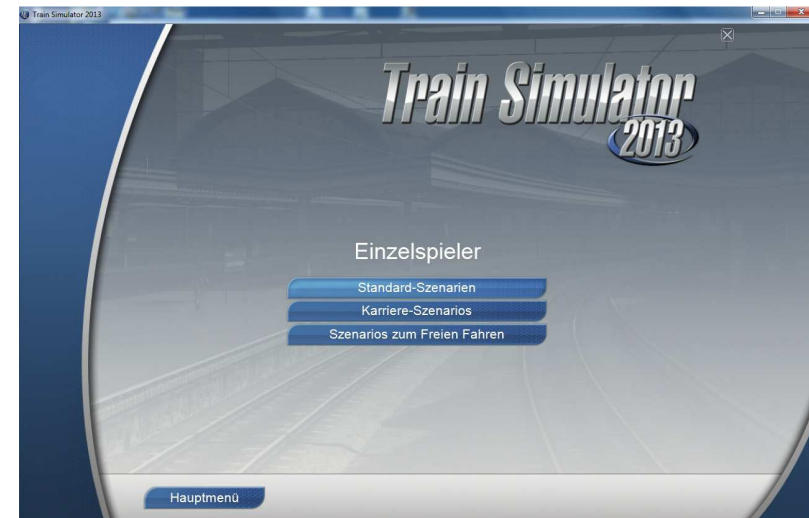 Train Simulator 2013
Train Simulator
2013
Einzelspieler
Standard-Szenarien
Karriere-Szenarios
Szenarios zum Freien Fahren
Hauptmenü